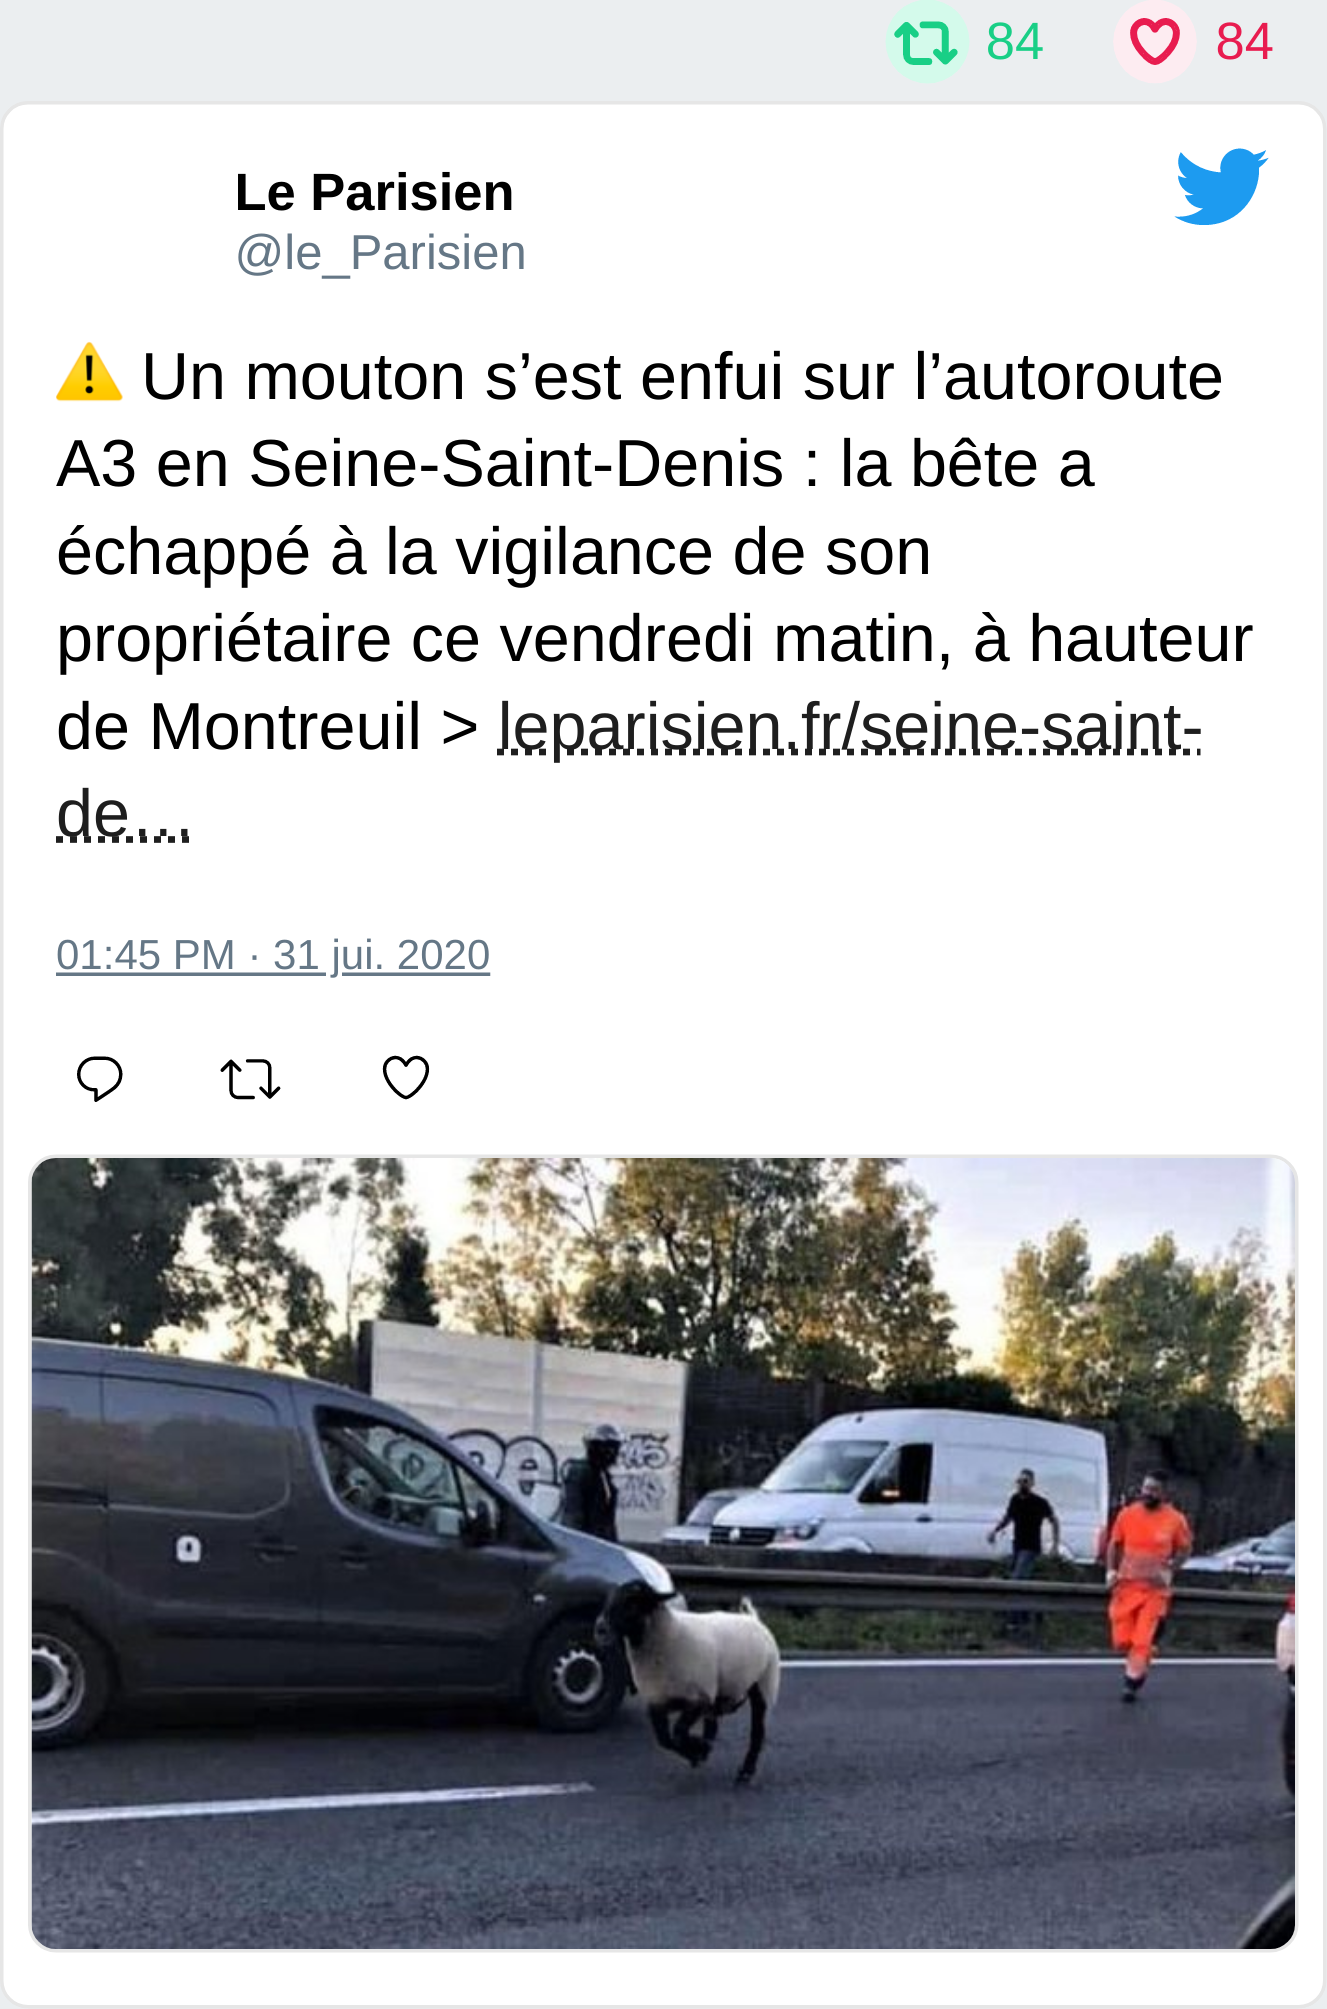 84 84
Le Parisien
@le_Parisien
⚠️ Un mouton s’est enfui sur l’autoroute
A3 en Seine-Saint-Denis : la bête a
échappé à la vigilance de son
propriétaire ce vendredi matin, à hauteur
de Montreuil > leparisien.fr/seine-saint-
de…
01:45 PM · 31 jui. 2020